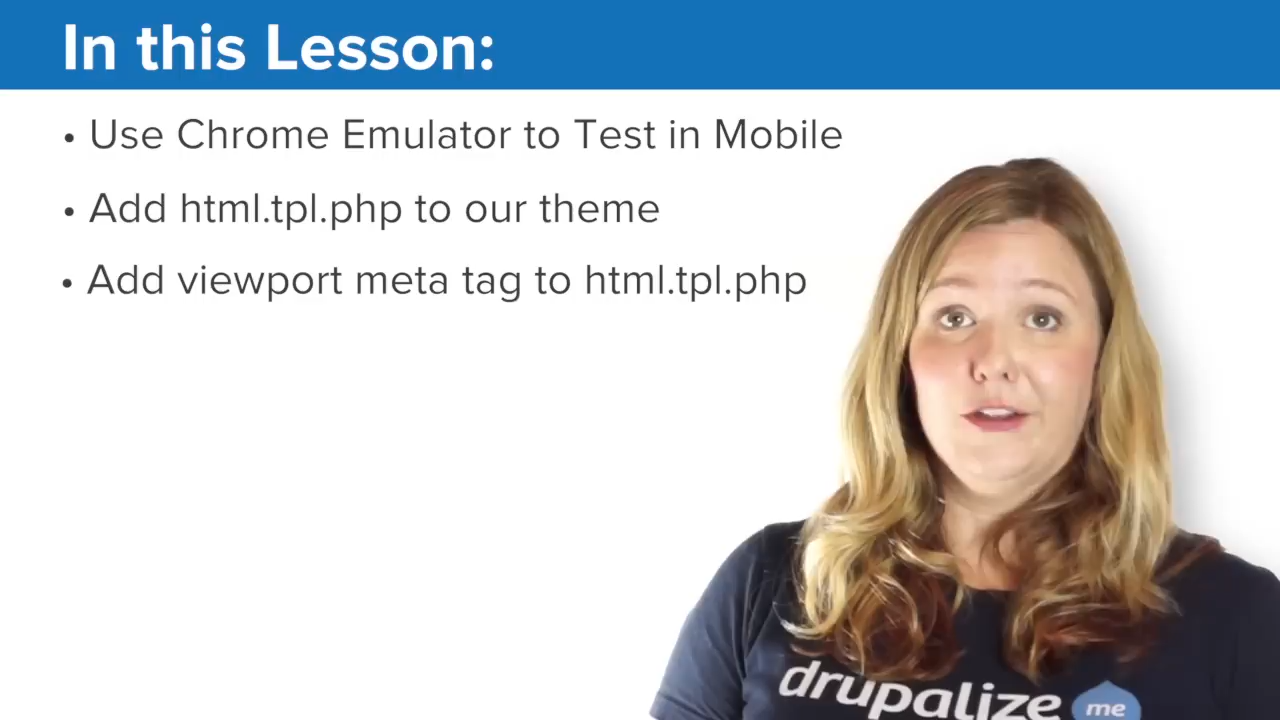 In this Lesson:
• Use Chrome Emulator to Test in Mobile
• Add html.tpl.php to our theme
• Add viewport meta tag to html.tpl.php
drupalize me